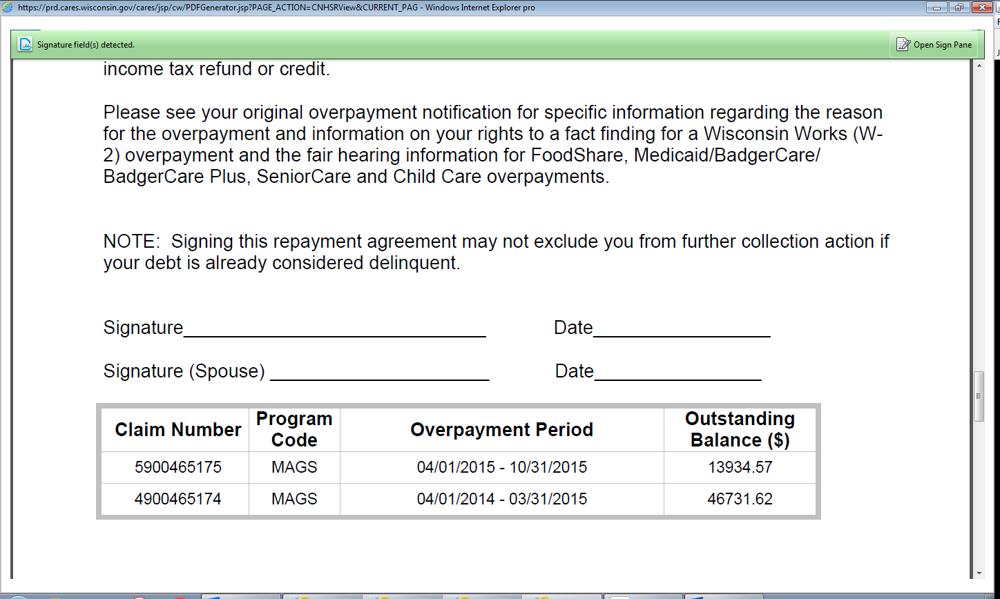 https://prd.cares.wisconsin.gov/cares/jsp/cw/PDFGenerator.jsp?PAGE_ACTION=CNHSRView&CURRENT_PAG - Windows Internet Explorer pro
Signature field(s) detected.
Open Sign Pane
income tax refund or credit.
Please see your original overpayment notification for specific information regarding the reason
for the overpayment and information on your rights to a fact finding for a Wisconsin Works (W-
2) overpayment and the fair hearing information for FoodShare, Medicaid/BadgerCare/
BadgerCare Plus, SeniorCare and Child Care overpayments.
NOTE:  Signing this repayment agreement may not exclude you from further collection action if
your debt is already considered delinquent.
Signature_____________________________ Date_________________
Signature (Spouse) _____________________ Date________________
Claim Number Program Code Overpayment Period Outstanding Balance ($)
5900465175 MAGS 04/01/2015 - 10/31/2015 13934.57
4900465174 MAGS 04/01/2014 - 03/31/2015 46731.62